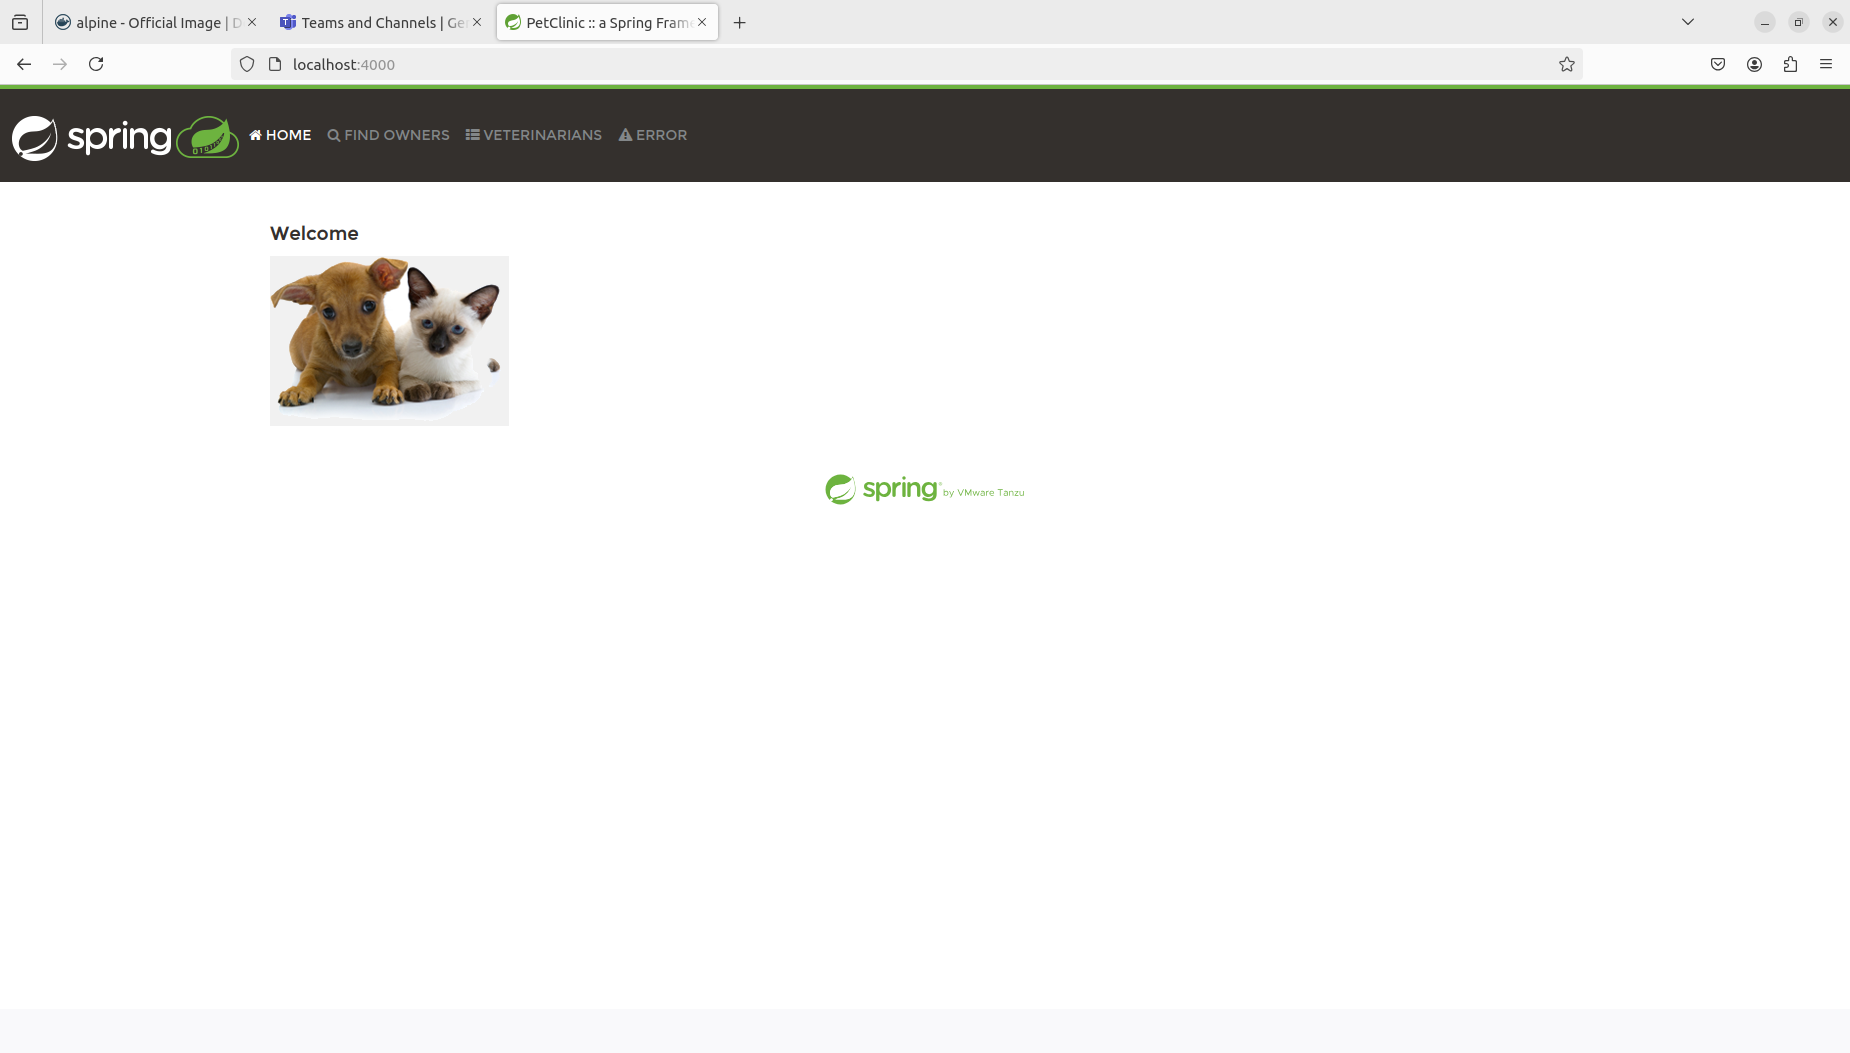 alpine - Official Image | D
Teams and Channels | Ge
PetClinic :: a Spring Fram
localhost:4000
spring
HOME
FIND OWNERS
VETERINARIANS
ERROR
Welcome
spring by VMware Tanzu